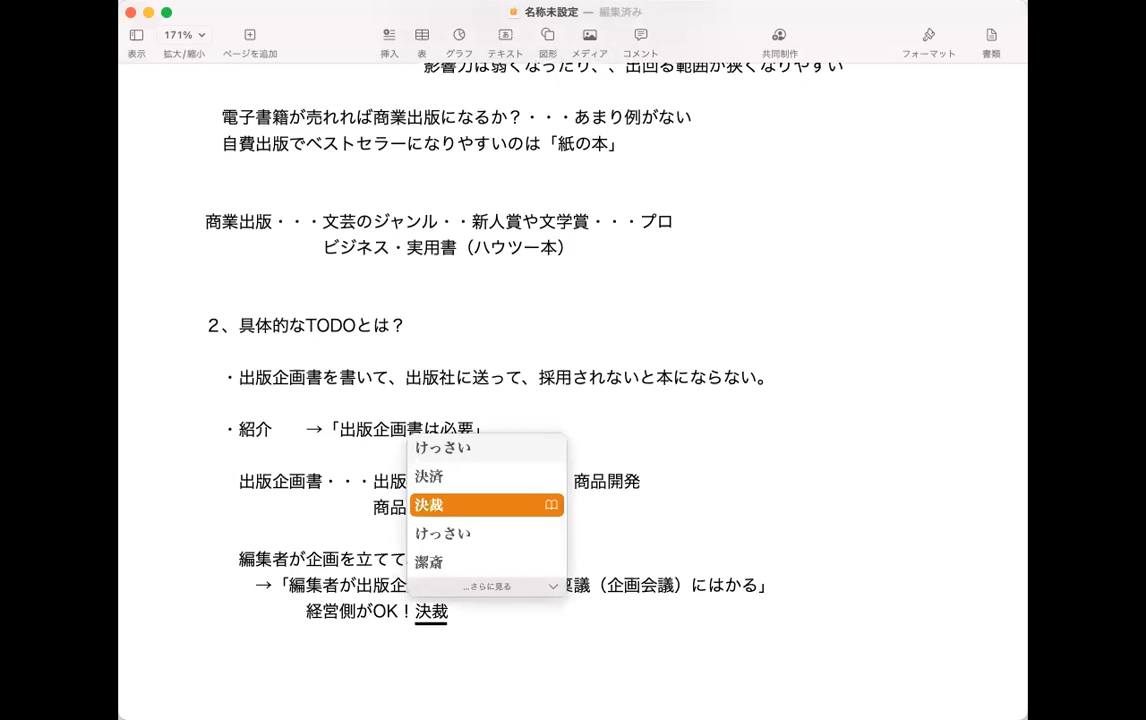 名称未設定 — 編集済み
171%
表示 拡大/縮小 ページを追加 挿入 表 グラフ テキスト 図形 メディア コメント 共同制作 フォーマット 書類
影響力は弱くなったり、、出回る範囲が狭くなりやすい
電子書籍が売れれば商業出版になるか？・・・あまり例がない
自費出版でベストセラーになりやすいのは「紙の本」
商業出版・・・文芸のジャンル・・新人賞や文学賞・・・プロ
ビジネス・実用書（ハウツー本）
２、具体的なTODOとは？
・出版企画書を書いて、出版社に送って、採用されないと本にならない。
・紹介　　→「出版企画書は必要」
出版企画書・・・出版 商品開発
商品
編集者が企画を立てて
→「編集者が出版企 稟議（企画会議）にはかる」
経営側がOK！決裁
けっさい
決済
決裁
けっさい
潔斎
...さらに見る